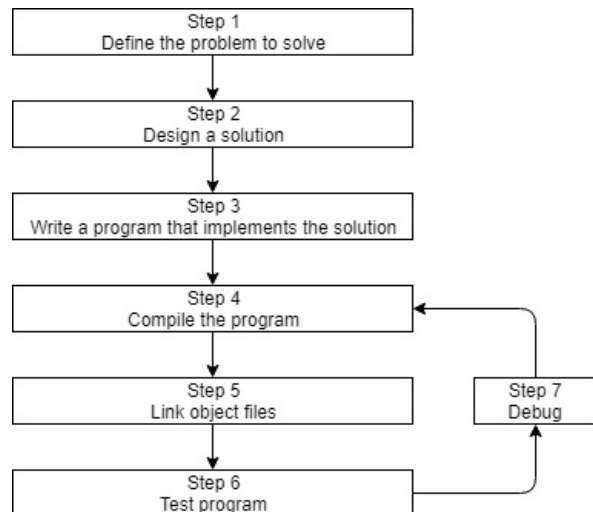 Step 1
Define the problem to solve
Step 2
Design a solution
Step 3
Write a program that implements the solution
Step 4
Compile the program
Step 5
Link object files
Step 7
Debug
Step 6
Test program